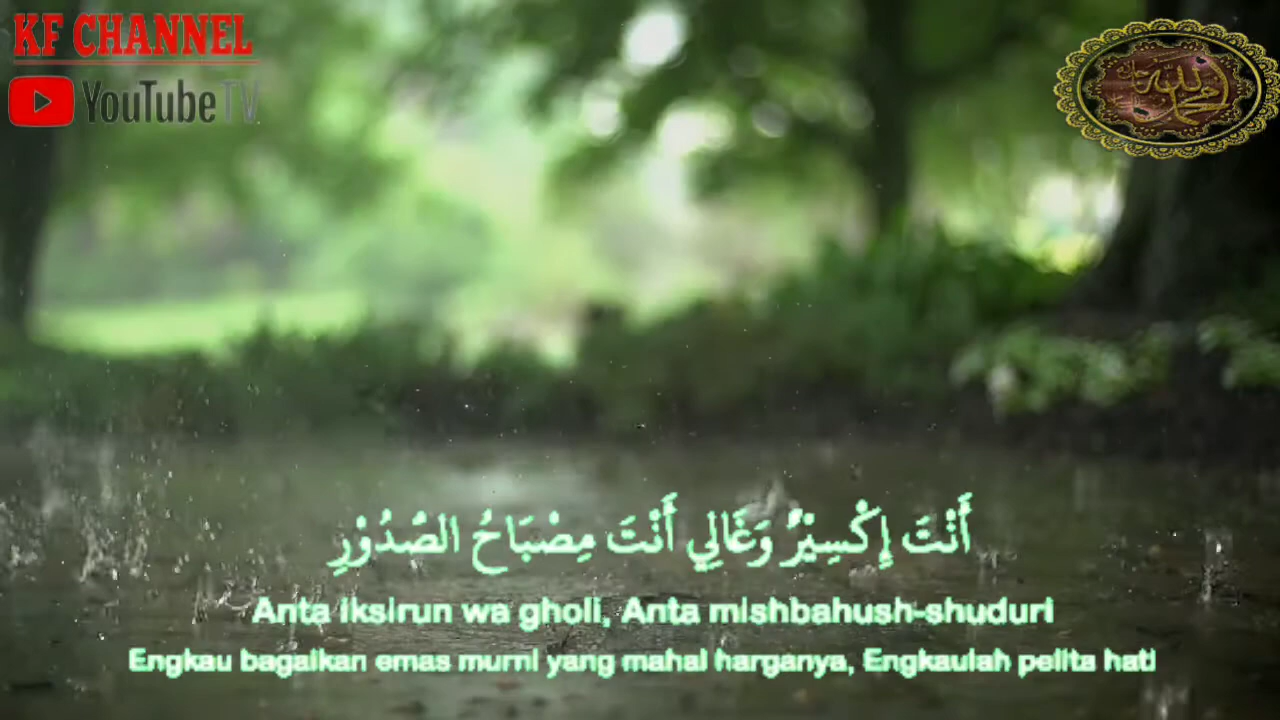 KF CHANNEL
YouTube TV
أَنْتَ إِكْسِيْرٌ وَغَالِي أَنْتَ مِصْبَاحُ الصُّدُوْرِ
Anta iksirun wa gholi, Anta mishbahush-shuduri
Engkau bagaikan emas murni yang mahal harganya, Engkaulah pelita hati